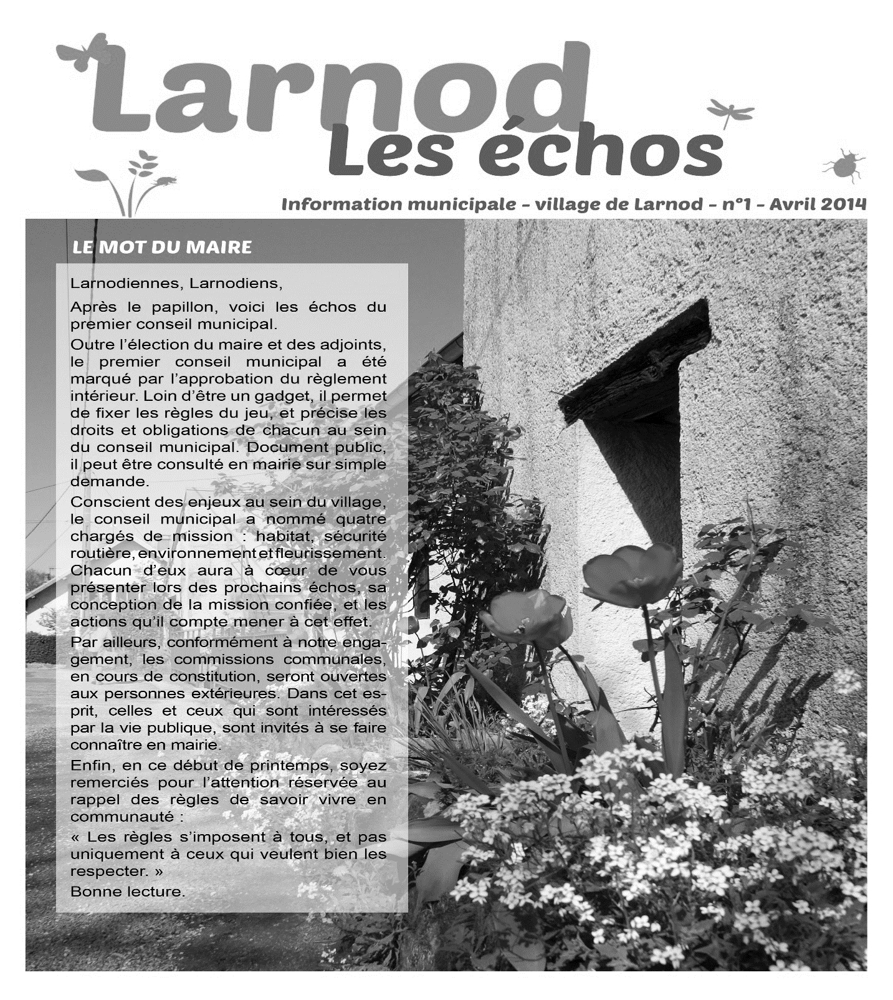 Larnod
Les échos
Information municipale - village de Larnod - n°1 - Avril 2014
LE MOT DU MAIRE
Larnodiennes, Larnodiens,
Après le papillon, voici les échos du
premier conseil municipal.
Outre l'élection du maire et des adjoints,
le premier conseil municipal a été
marqué par l'approbation du règlement
intérieur. Loin d'être un gadget, il permet
de fixer les règles du jeu, et précise les
droits et obligations de chacun au sein
du conseil municipal. Document public,
il peut être consulté en mairie sur simple
demande.
Conscient des enjeux au sein du village,
le conseil municipal a nommé quatre
chargés de mission : habitat, sécurité
routière, environnement et fleurissement.
Chacun d'eux aura à cœur de vous
présenter lors des prochains échos, sa
conception de la mission confiée, et les
actions qu'il compte mener à cet effet.
Par ailleurs, conformément à notre enga-
gement, les commissions communales,
en cours de constitution, seront ouvertes
aux personnes extérieures. Dans cet es-
prit, celles et ceux qui sont intéressés
par la vie publique, sont invités à se faire
connaître en mairie.
Enfin, en ce début de printemps, soyez
remerciés pour l'attention réservée au
rappel des règles de savoir vivre en
communauté :
« Les règles s'imposent à tous, et pas
uniquement à ceux qui veulent bien les
respecter. »
Bonne lecture.